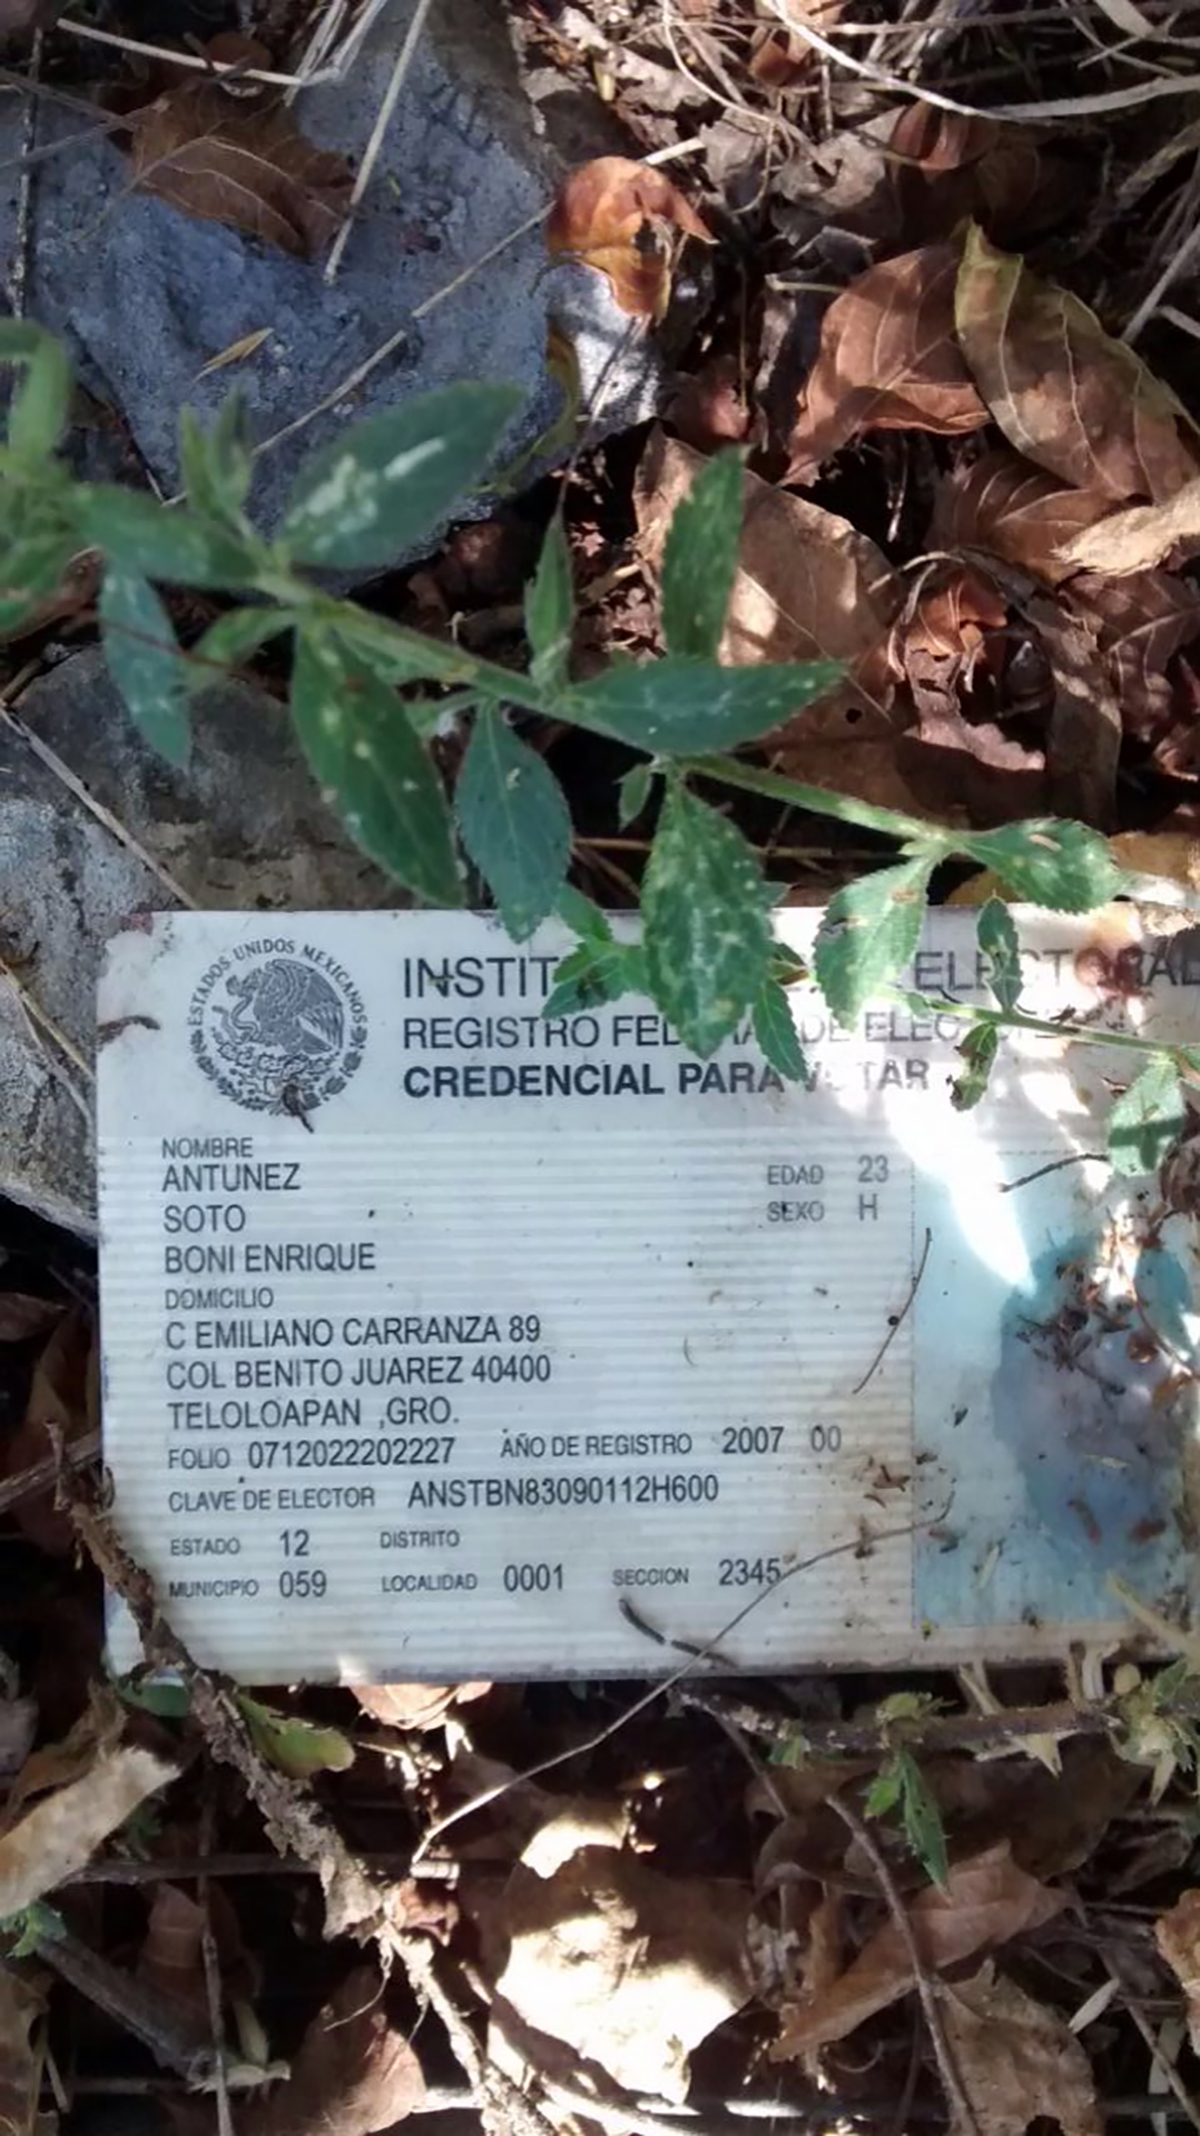 ESTADOS UNIDOS MEXICANOS
ELECTORAL
REGISTRO DE
CREDENCIAL PARA
NOMBRE
ANTUNEZ
EDAD 23
SOTO
SEXO H
BONI ENRIQUE
DOMICILIO
C EMILIANO CARRANZA 89
COL BENITO JUAREZ 40400
TELOLOAPAN ,GRO.
FOLIO 0712022202227 AÑO DE REGISTRO 2007 00
CLAVE DE ELECTOR ANSTBN83090112H600
ESTADO 12 DISTRITO
MUNICIPIO 059 LOCALIDAD 0001 SECCION 2345